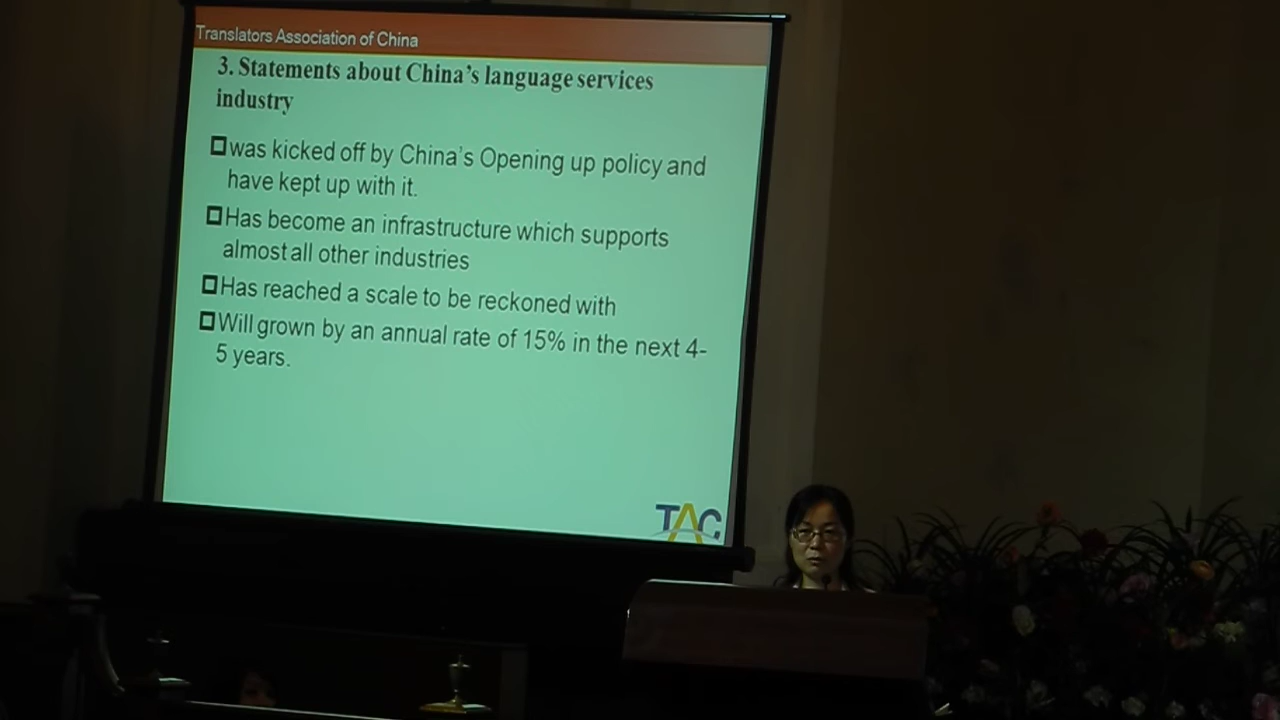 Translators Association of China
3. Statements about China's language services
industry
was kicked off by China's Opening up policy and
have kept up with it.
Has become an infrastructure which supports
almost all other industries
Has reached a scale to be reckoned with
Will grown by an annual rate of 15% in the next 4-
5 years.
TAC